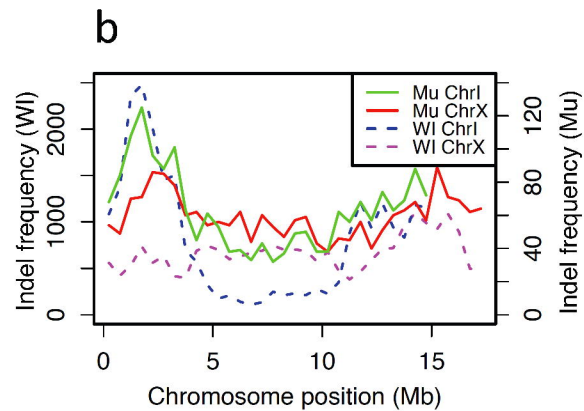 b
Mu ChrI
Mu ChrX
WI ChrI
WI ChrX
Indel frequency (WI)
0
1000
2000
Indel frequency (Mu)
0
40
80
120
0
5
10
15
Chromosome position (Mb)